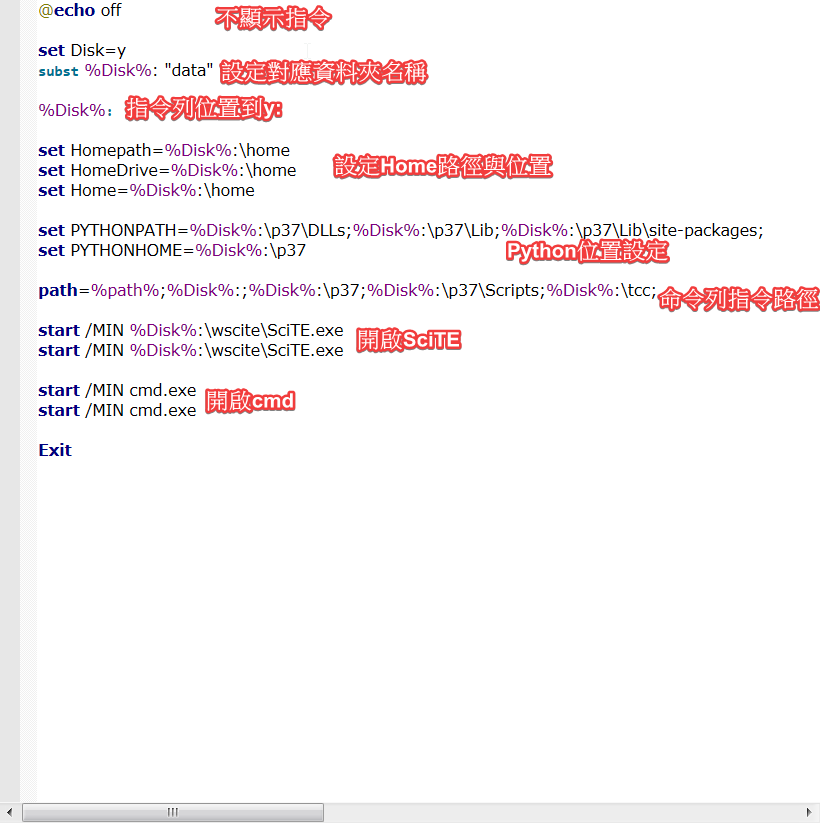 @echo off 不顯示指令
set Disk=y
subst %Disk%: "data" 設定對應資料夾名稱
%Disk%: 指令列位置到y:
set Homepath=%Disk%:\home
set HomeDrive=%Disk%:\home 設定Home路徑與位置
set Home=%Disk%:\home
set PYTHONPATH=%Disk%:\p37\DLLs;%Disk%:\p37\Lib;%Disk%:\p37\Lib\site-packages;
set PYTHONHOME=%Disk%:\p37 Python位置設定
path=%path%;%Disk%:;%Disk%:\p37;%Disk%:\p37\Scripts;%Disk%:\tcc; 命令列指令路徑
start /MIN %Disk%:\wscite\SciTE.exe
start /MIN %Disk%:\wscite\SciTE.exe 開啟SciTE
start /MIN cmd.exe
start /MIN cmd.exe 開啟cmd
Exit